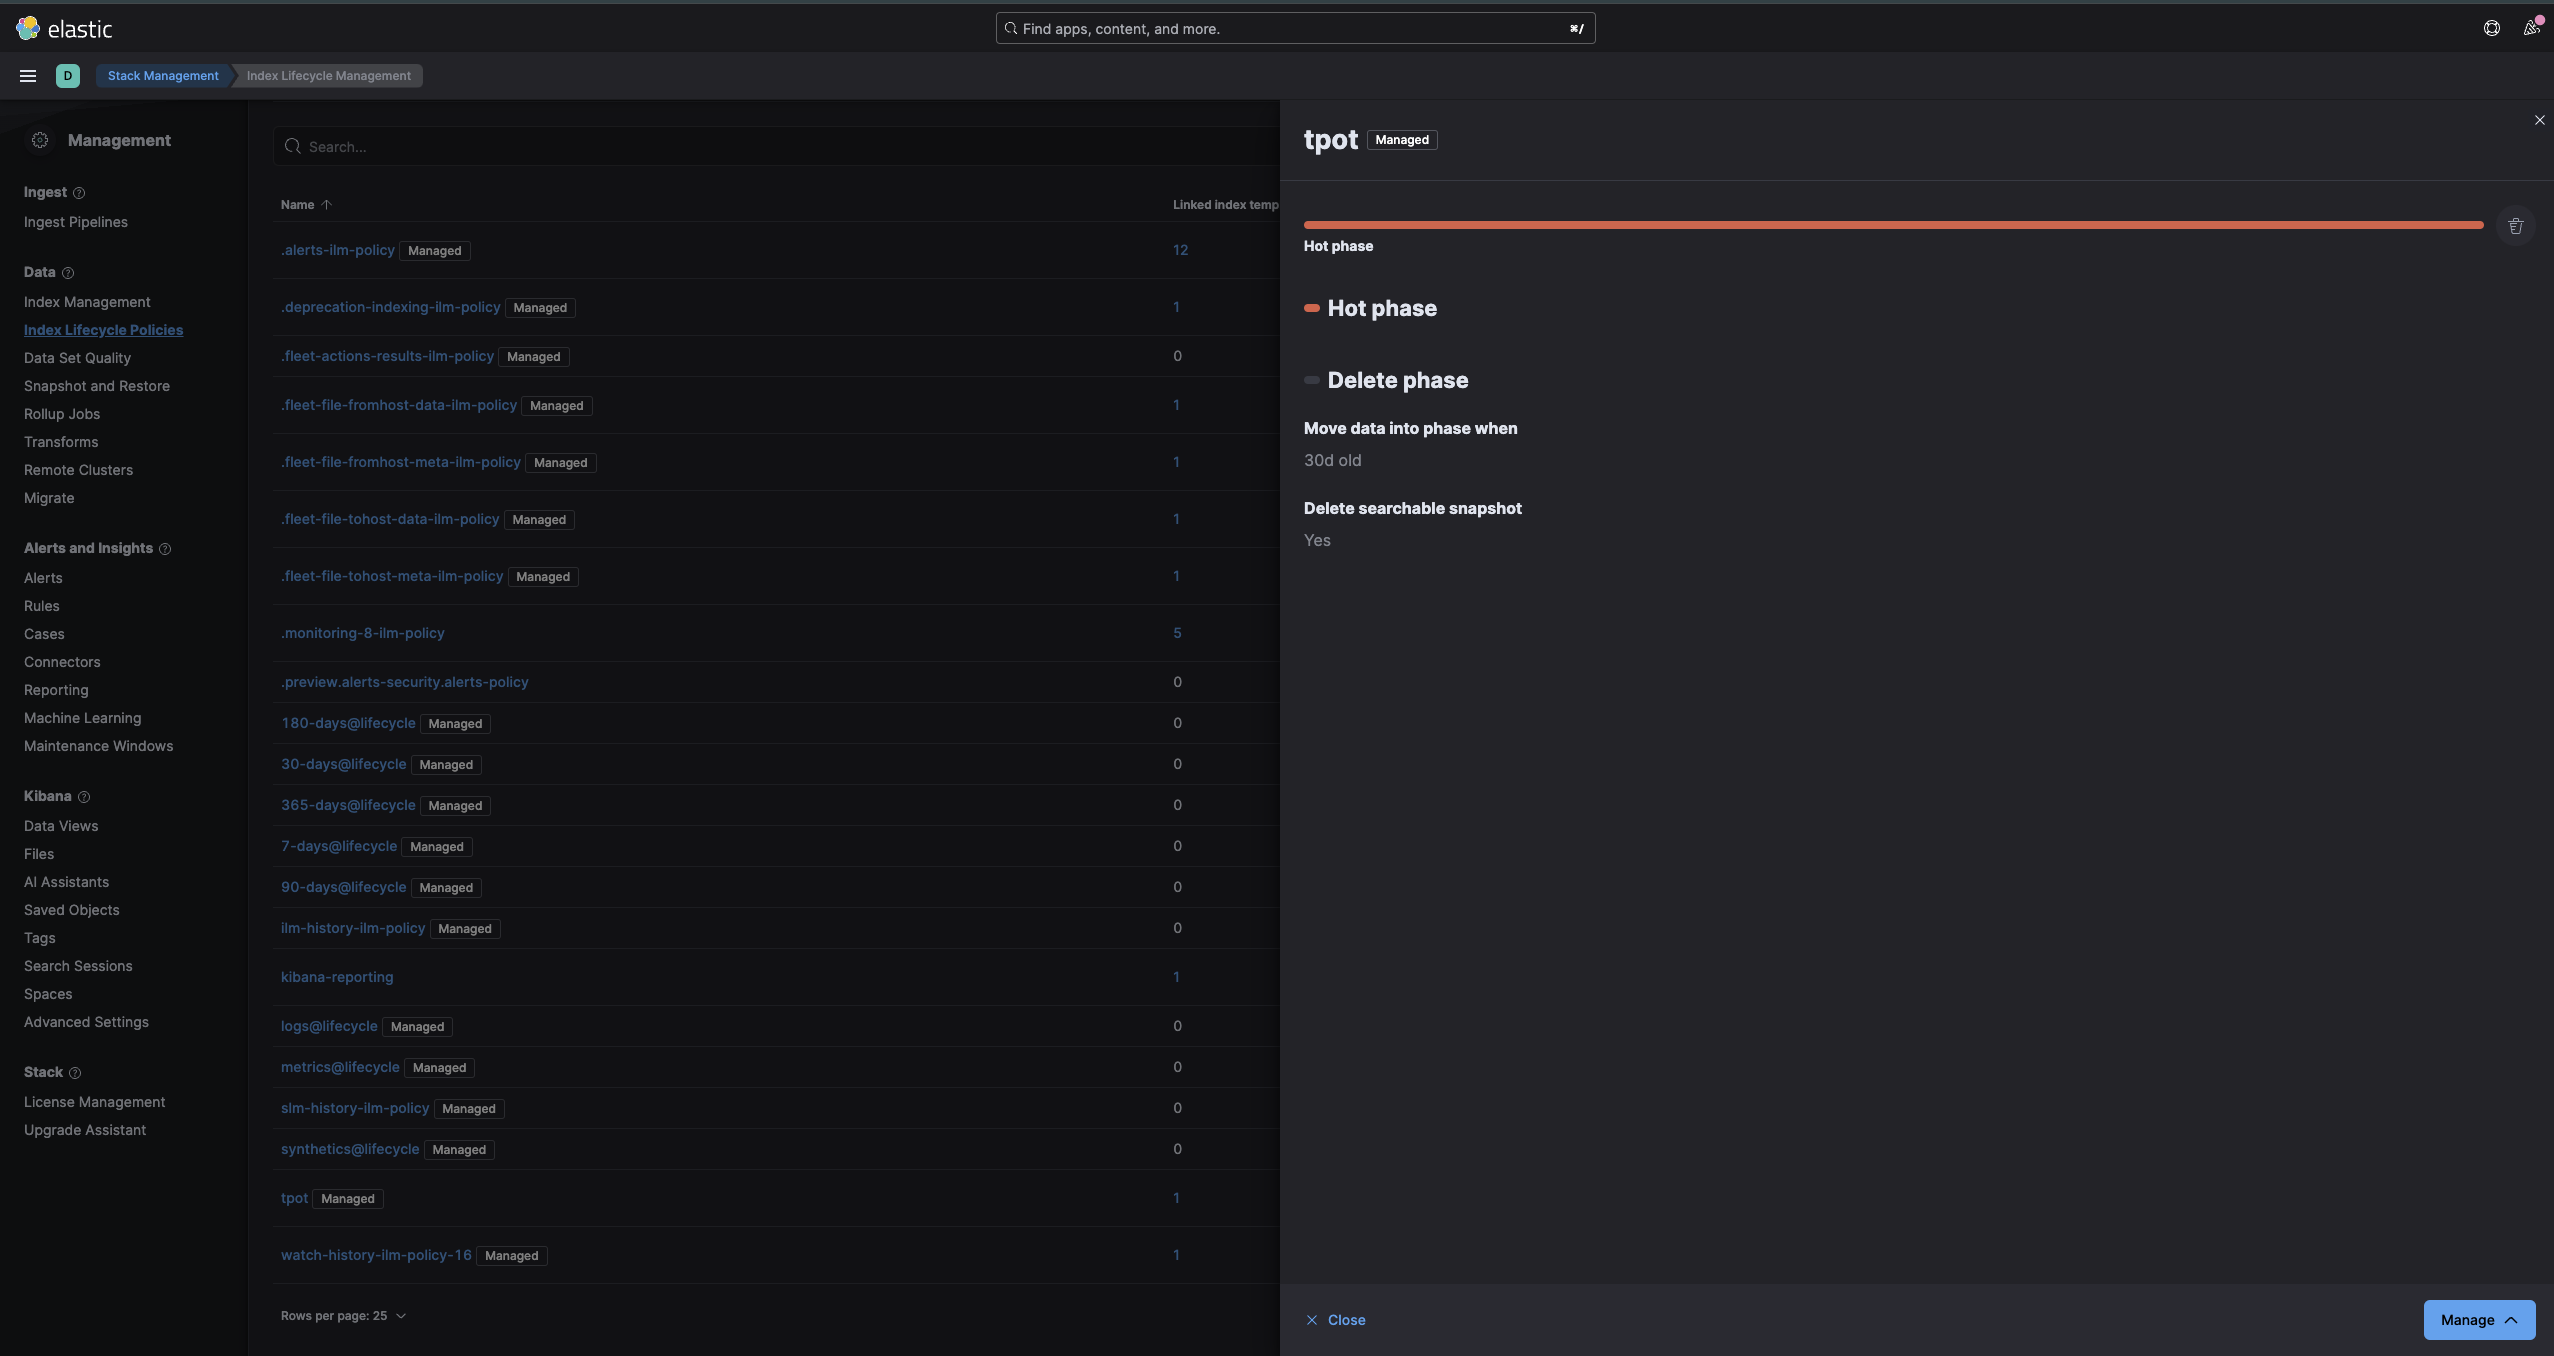 elastic
Find apps, content, and more.
⌘/
D
Stack Management
Index Lifecycle Management
Management
Ingest
Ingest Pipelines
Data
Index Management
Index Lifecycle Policies
Data Set Quality
Snapshot and Restore
Rollup Jobs
Transforms
Remote Clusters
Migrate
Alerts and Insights
Alerts
Rules
Cases
Connectors
Reporting
Machine Learning
Maintenance Windows
Kibana
Data Views
Files
AI Assistants
Saved Objects
Tags
Search Sessions
Spaces
Advanced Settings
Stack
License Management
Upgrade Assistant
Search...
Name Linked index temp
.alerts-ilm-policy Managed 12
.deprecation-indexing-ilm-policy Managed 1
.fleet-actions-results-ilm-policy Managed 0
.fleet-file-fromhost-data-ilm-policy Managed 1
.fleet-file-fromhost-meta-ilm-policy Managed 1
.fleet-file-tohost-data-ilm-policy Managed 1
.fleet-file-tohost-meta-ilm-policy Managed 1
.monitoring-8-ilm-policy 5
.preview.alerts-security.alerts-policy 0
180-days@lifecycle Managed 0
30-days@lifecycle Managed 0
365-days@lifecycle Managed 0
7-days@lifecycle Managed 0
90-days@lifecycle Managed 0
ilm-history-ilm-policy Managed 0
kibana-reporting 1
logs@lifecycle Managed 0
metrics@lifecycle Managed 0
slm-history-ilm-policy Managed 0
synthetics@lifecycle Managed 0
tpot Managed 1
watch-history-ilm-policy-16 Managed 1
Rows per page: 25
tpot Managed
Hot phase
Hot phase
Delete phase
Move data into phase when
30d old
Delete searchable snapshot
Yes
Close
Manage